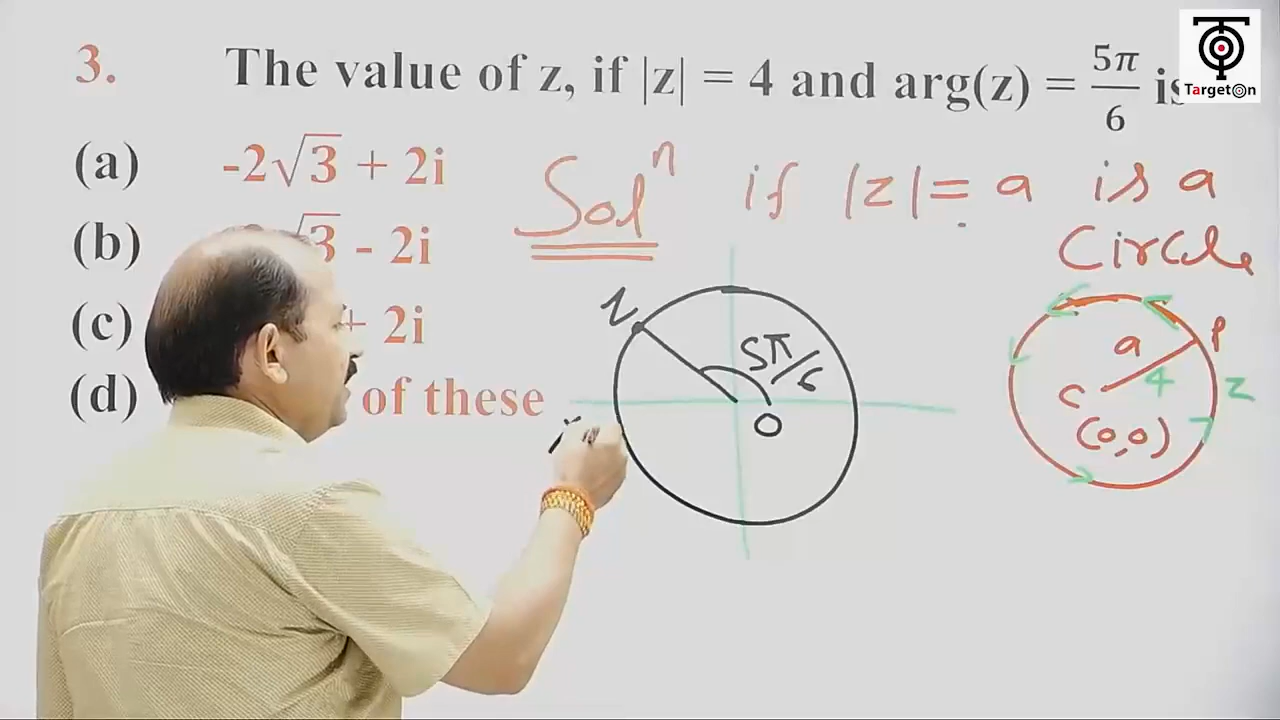 3. The value of z, if |z| = 4 and arg(z) = 5π/6 is
TargetOn
(a) -2√3 + 2i
(b) √3 - 2i
(c) + 2i
(d) of these
Solⁿ if |z| = a is a
Circle
z
5π/6
O
x
a
P
C
4
z
(0,0)